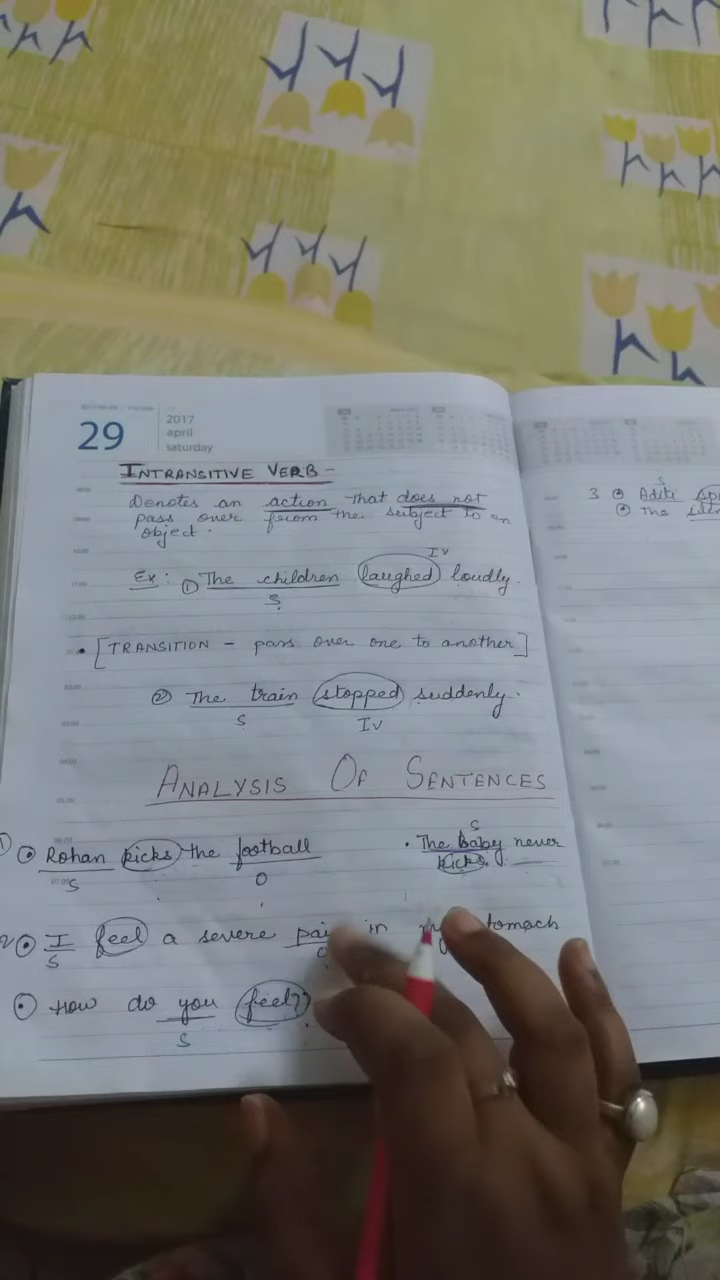 29
2017
april
saturday
INTRANSITIVE VERB -
Denotes an action that does not
pass over from the subject to an
object.
IV
Ex: ① The children laughed loudly.
S
• [TRANSITION - pass over one to another]
② The train stopped suddenly.
S IV
ANALYSIS OF SENTENCES
① Rohan kicks the football
S O
S
• The Baby never
kicks.
2 I feel a severe pain in my stomach
S O
How do you feel?
S
S
3 Aditi
The